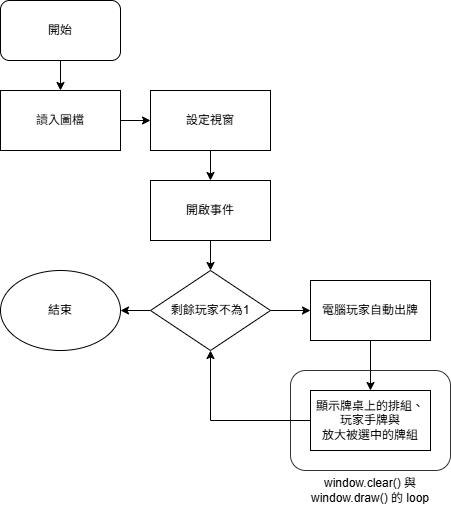 開始
讀入圖檔
設定視窗
開啟事件
結束
剩餘玩家不為1
電腦玩家自動出牌
顯示牌桌上的排組、
玩家手牌與
放大被選中的牌組
window.clear() 與
window.draw() 的 loop